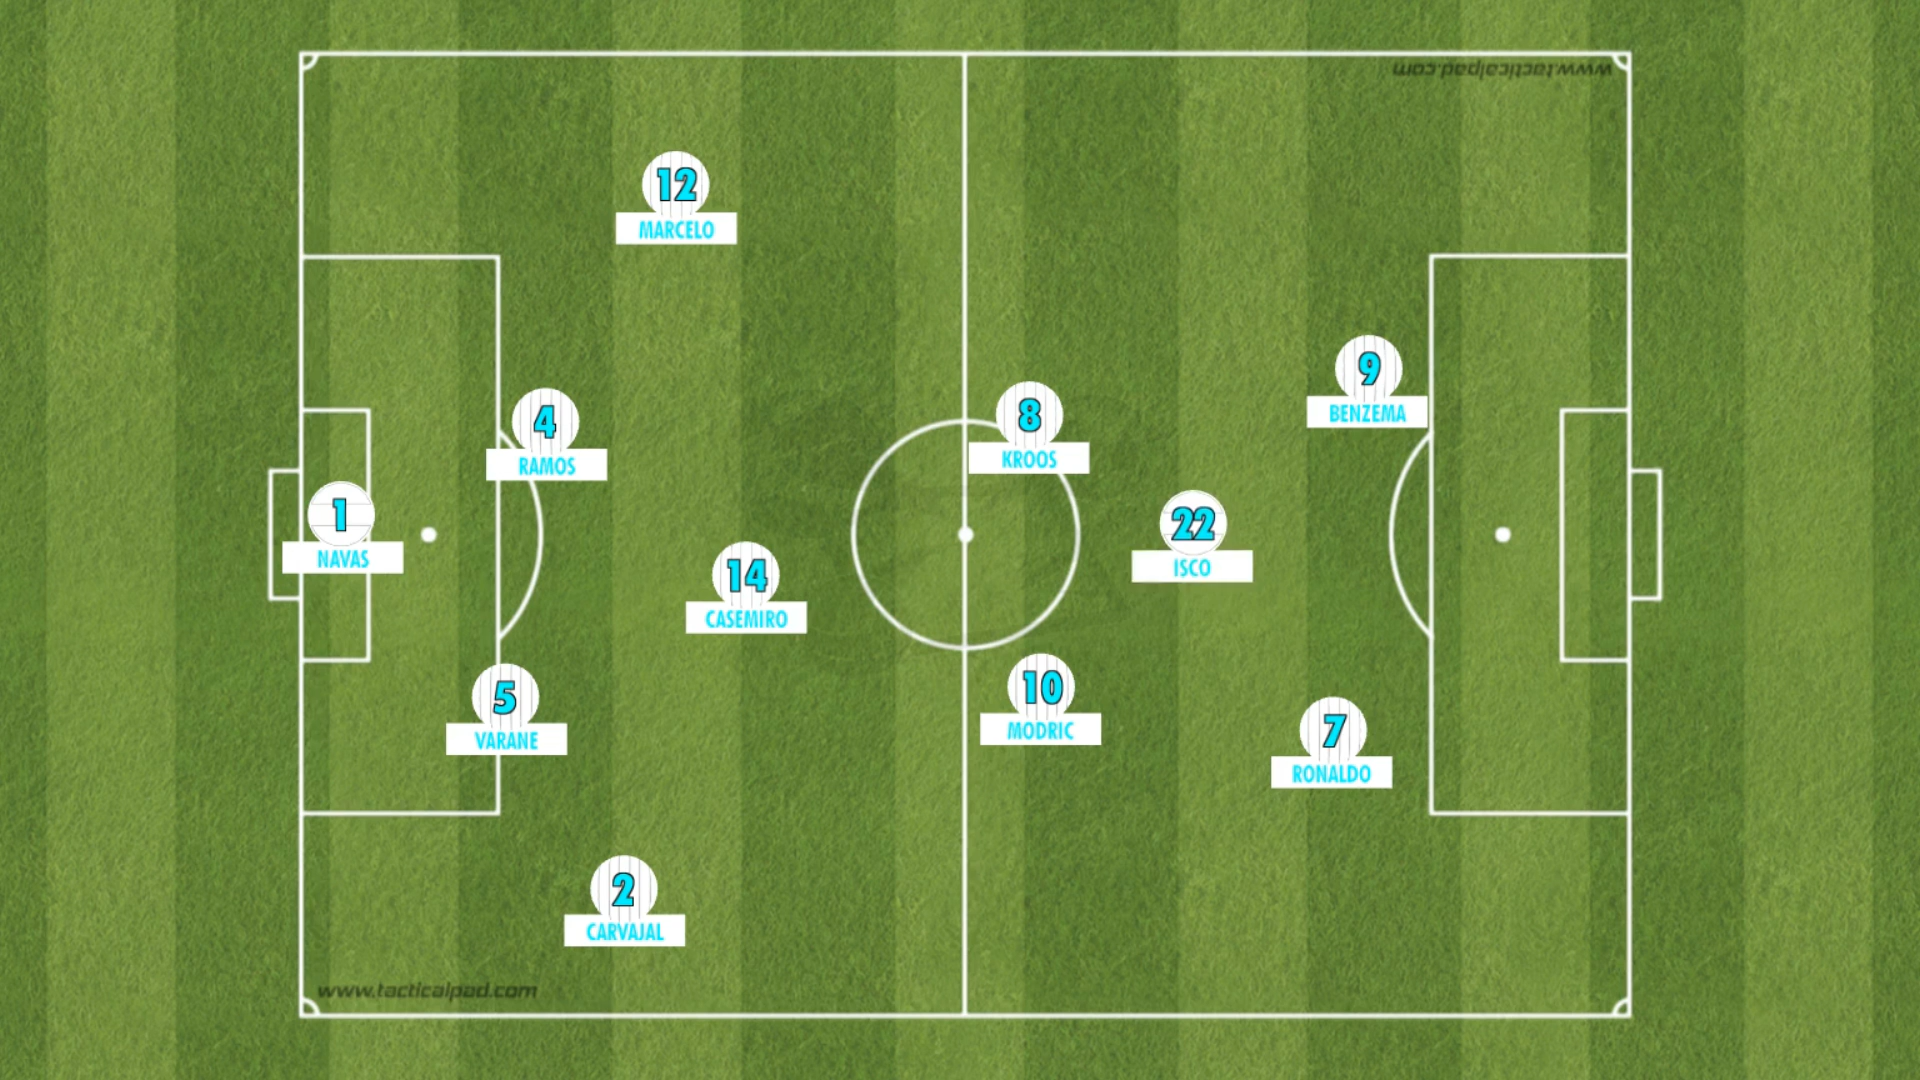 www.tacticalpad.com
12
MARCELO
9
BENZEMA
8
KROOS
4
RAMOS
1
NAVAS
22
ISCO
14
CASEMIRO
10
MODRIC
5
VARANE
7
RONALDO
2
CARVAJAL
www.tacticalpad.com